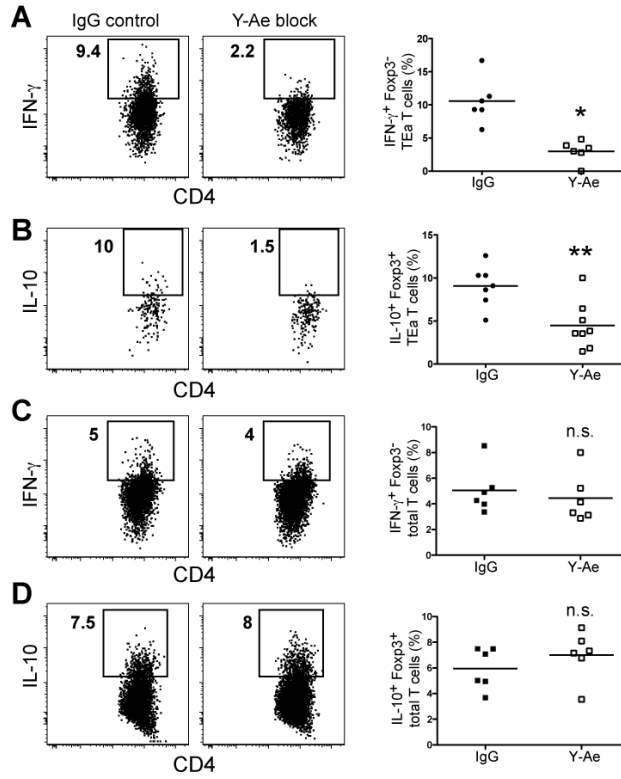 A
IgG control
Y-Ae block
IFN-γ
9.4
2.2
CD4
IFN-γ⁺ Foxp3⁻
TEa T cells (%)
20
15
10
5
0
*
IgG
Y-Ae
B
IL-10
10
1.5
CD4
IL-10⁺ Foxp3⁺
TEa T cells (%)
15
10
5
0
**
IgG
Y-Ae
C
IFN-γ
5
4
CD4
IFN-γ⁺ Foxp3⁻
total T cells (%)
10
8
6
4
2
0
n.s.
IgG
Y-Ae
D
IL-10
7.5
8
CD4
IL-10⁺ Foxp3⁺
total T cells (%)
10
8
6
4
2
0
n.s.
IgG
Y-Ae